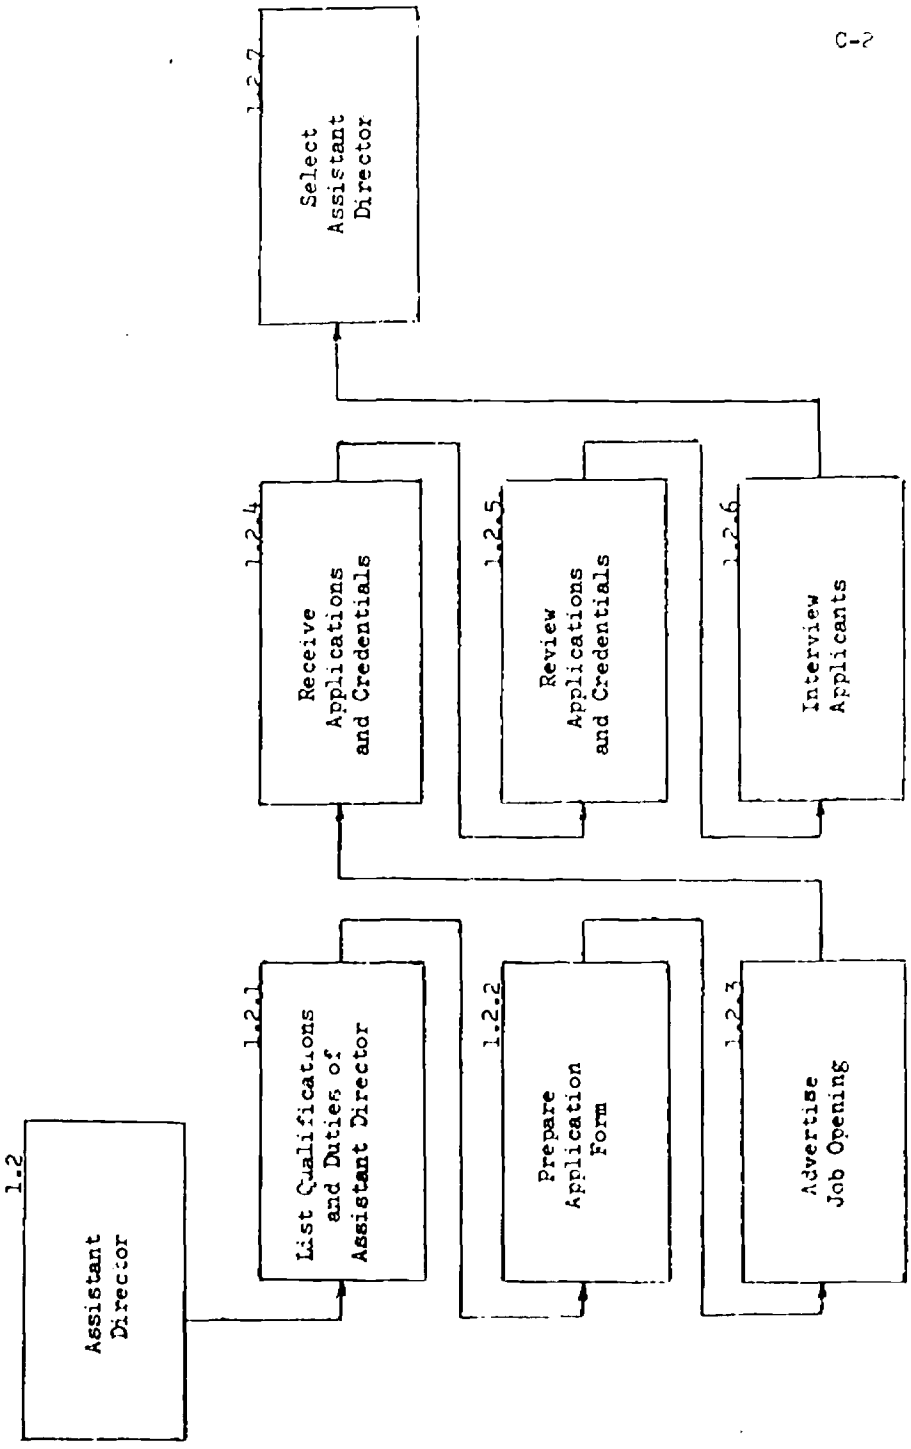 C-2
1.2
Assistant
Director
1.2.1
List Qualifications
and Duties of
Assistant Director
1.2.2
Prepare
Application
Form
1.2.3
Advertise
Job Opening
1.2.4
Receive
Applications
and Credentials
1.2.5
Review
Applications
and Credentials
1.2.6
Interview
Applicants
1.2.7
Select
Assistant
Director